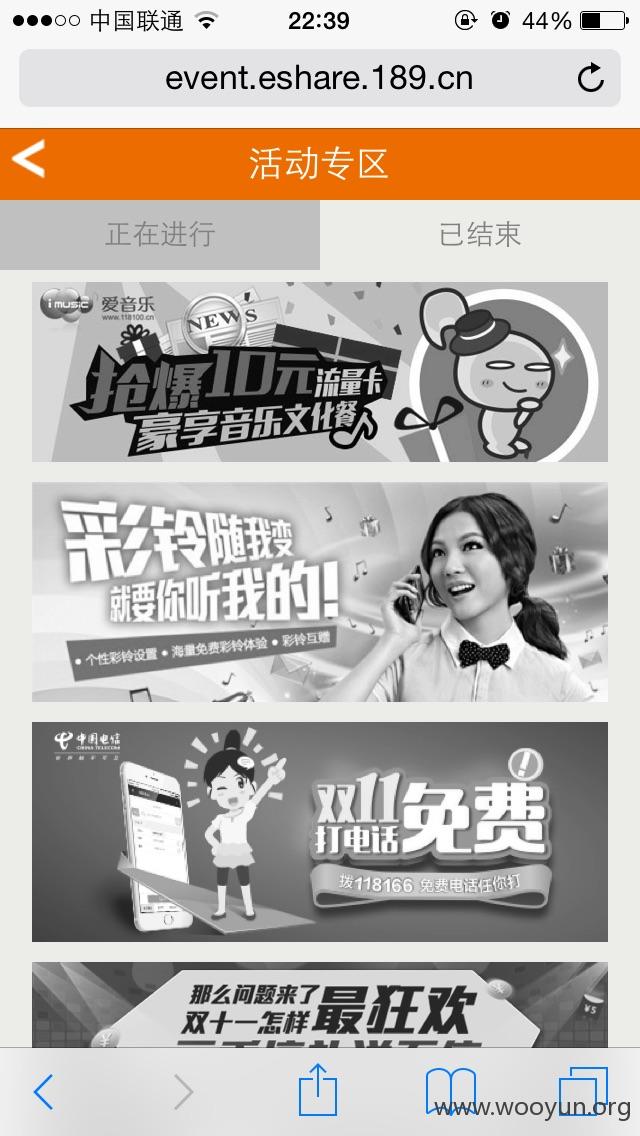 中国联通 22:39 44%
event.eshare.189.cn
活动专区
正在进行 已结束
i music 爱音乐
www.118100.cn
NEWS
抢爆10元流量卡
豪享音乐文化餐
彩铃随我变
就要你听我的!
• 个性彩铃设置 • 海量免费彩铃体验 • 彩铃互赠
中国电信
CHINA TELECOM
双11
打电话 免费
拨118166 免费电话任你打
那么问题来了
双十一怎样 最狂欢
¥5
www.wooyun.org